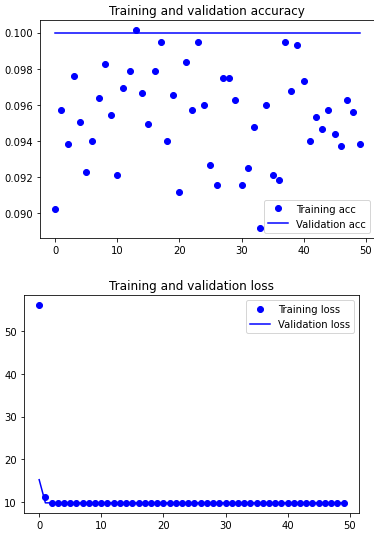 Training and validation accuracy
0.100
0.098
0.096
0.094
0.092
0.090
Training acc
Validation acc
0 10 20 30 40 50
Training and validation loss
Training loss
Validation loss
50
40
30
20
10
0 10 20 30 40 50